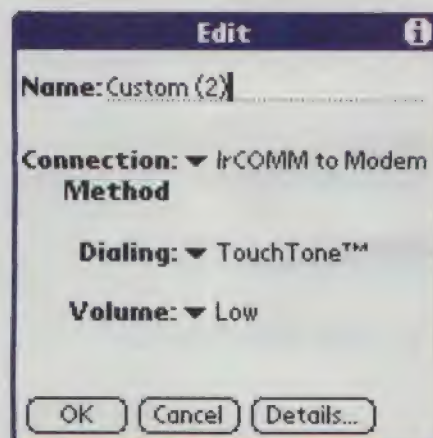 Edit
Name: Custom (2)
Connection: IrCOMM to Modem
Method
Dialing: TouchTone™
Volume: Low
OK Cancel Details...